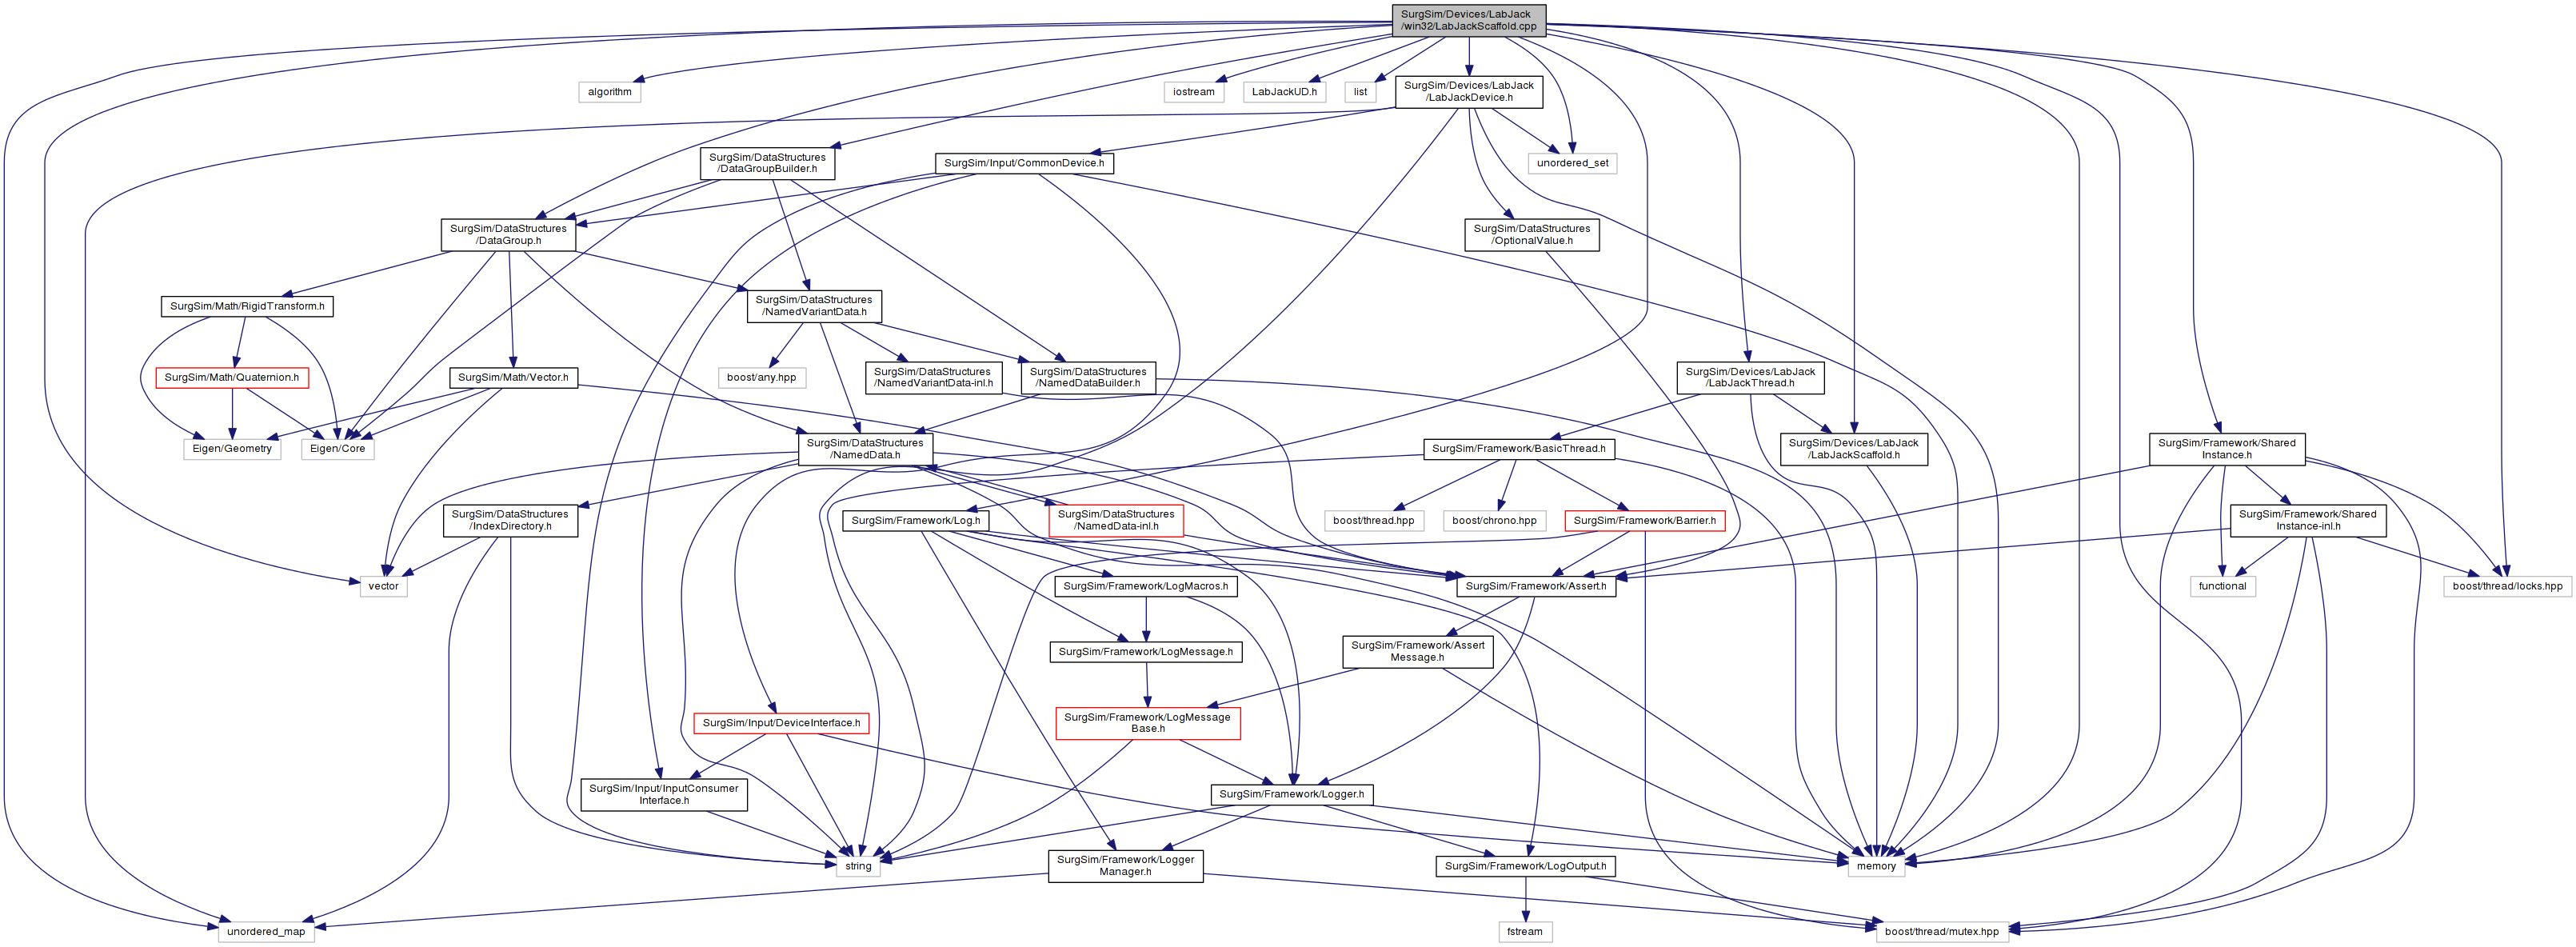 SurgSim/Devices/LabJack
/win32/LabJackScaffold.cpp
algorithm
iostream
LabJackUD.h
list
SurgSim/Devices/LabJack
/LabJackDevice.h
SurgSim/DataStructures
/DataGroupBuilder.h
SurgSim/Input/CommonDevice.h
unordered_set
SurgSim/DataStructures
/DataGroup.h
SurgSim/DataStructures
/OptionalValue.h
SurgSim/Math/RigidTransform.h
SurgSim/DataStructures
/NamedVariantData.h
SurgSim/Math/Quaternion.h
SurgSim/Math/Vector.h
boost/any.hpp
SurgSim/DataStructures
/NamedVariantData-inl.h
SurgSim/DataStructures
/NamedDataBuilder.h
SurgSim/Devices/LabJack
/LabJackThread.h
Eigen/Geometry
Eigen/Core
SurgSim/DataStructures
/NamedData.h
SurgSim/Framework/BasicThread.h
SurgSim/Devices/LabJack
/LabJackScaffold.h
SurgSim/Framework/Shared
Instance.h
SurgSim/DataStructures
/IndexDirectory.h
SurgSim/Framework/Log.h
SurgSim/DataStructures
/NamedData-inl.h
boost/thread.hpp
boost/chrono.hpp
SurgSim/Framework/Barrier.h
SurgSim/Framework/Shared
Instance-inl.h
vector
SurgSim/Framework/LogMacros.h
SurgSim/Framework/Assert.h
functional
boost/thread/locks.hpp
SurgSim/Framework/LogMessage.h
SurgSim/Framework/Assert
Message.h
SurgSim/Input/DeviceInterface.h
SurgSim/Framework/LogMessage
Base.h
SurgSim/Input/InputConsumer
Interface.h
SurgSim/Framework/Logger.h
string
SurgSim/Framework/Logger
Manager.h
SurgSim/Framework/LogOutput.h
memory
unordered_map
fstream
boost/thread/mutex.hpp